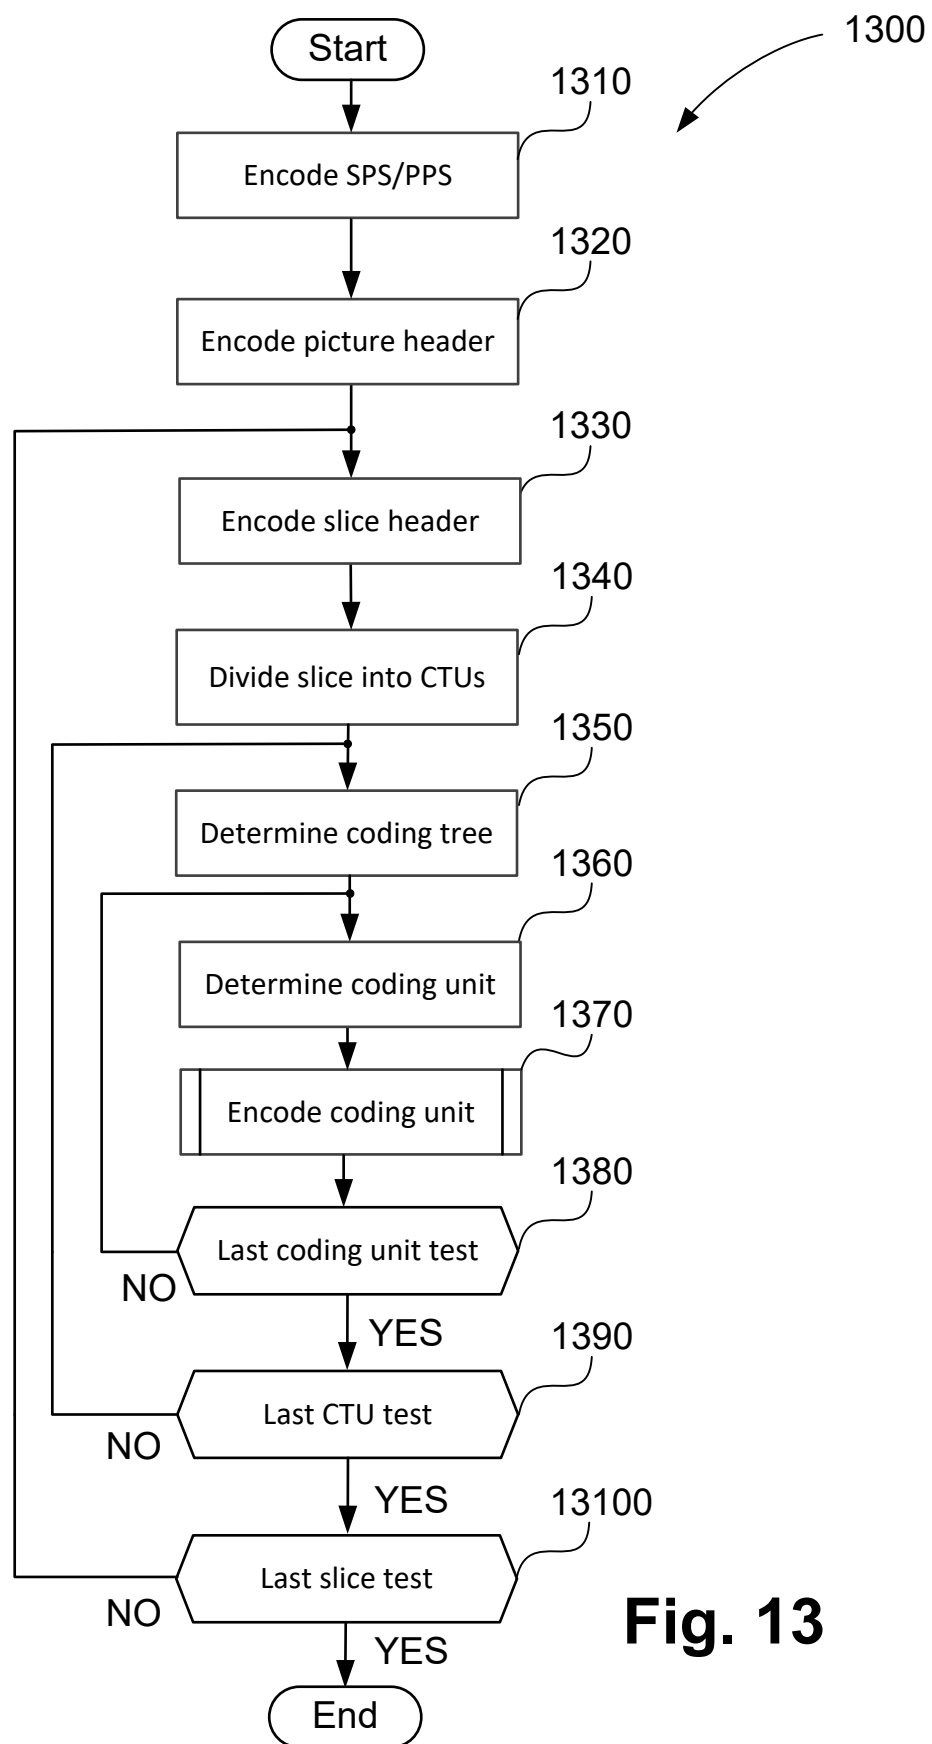 Start
1300
1310
Encode SPS/PPS
1320
Encode picture header
1330
Encode slice header
1340
Divide slice into CTUs
1350
Determine coding tree
1360
Determine coding unit
1370
Encode coding unit
1380
Last coding unit test
NO
YES
1390
Last CTU test
NO
YES
13100
Last slice test
NO
YES
End
Fig. 13